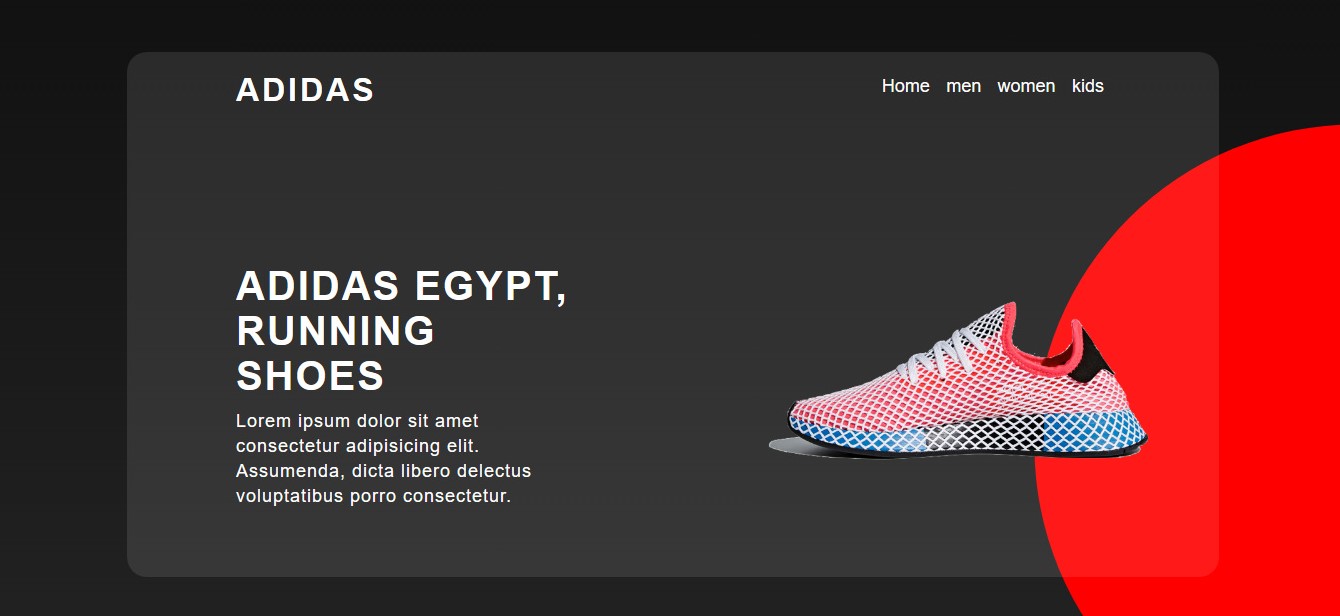 ADIDAS
Home men women kids
ADIDAS EGYPT,
RUNNING
SHOES
Lorem ipsum dolor sit amet
consectetur adipisicing elit.
Assumenda, dicta libero delectus
voluptatibus porro consectetur.